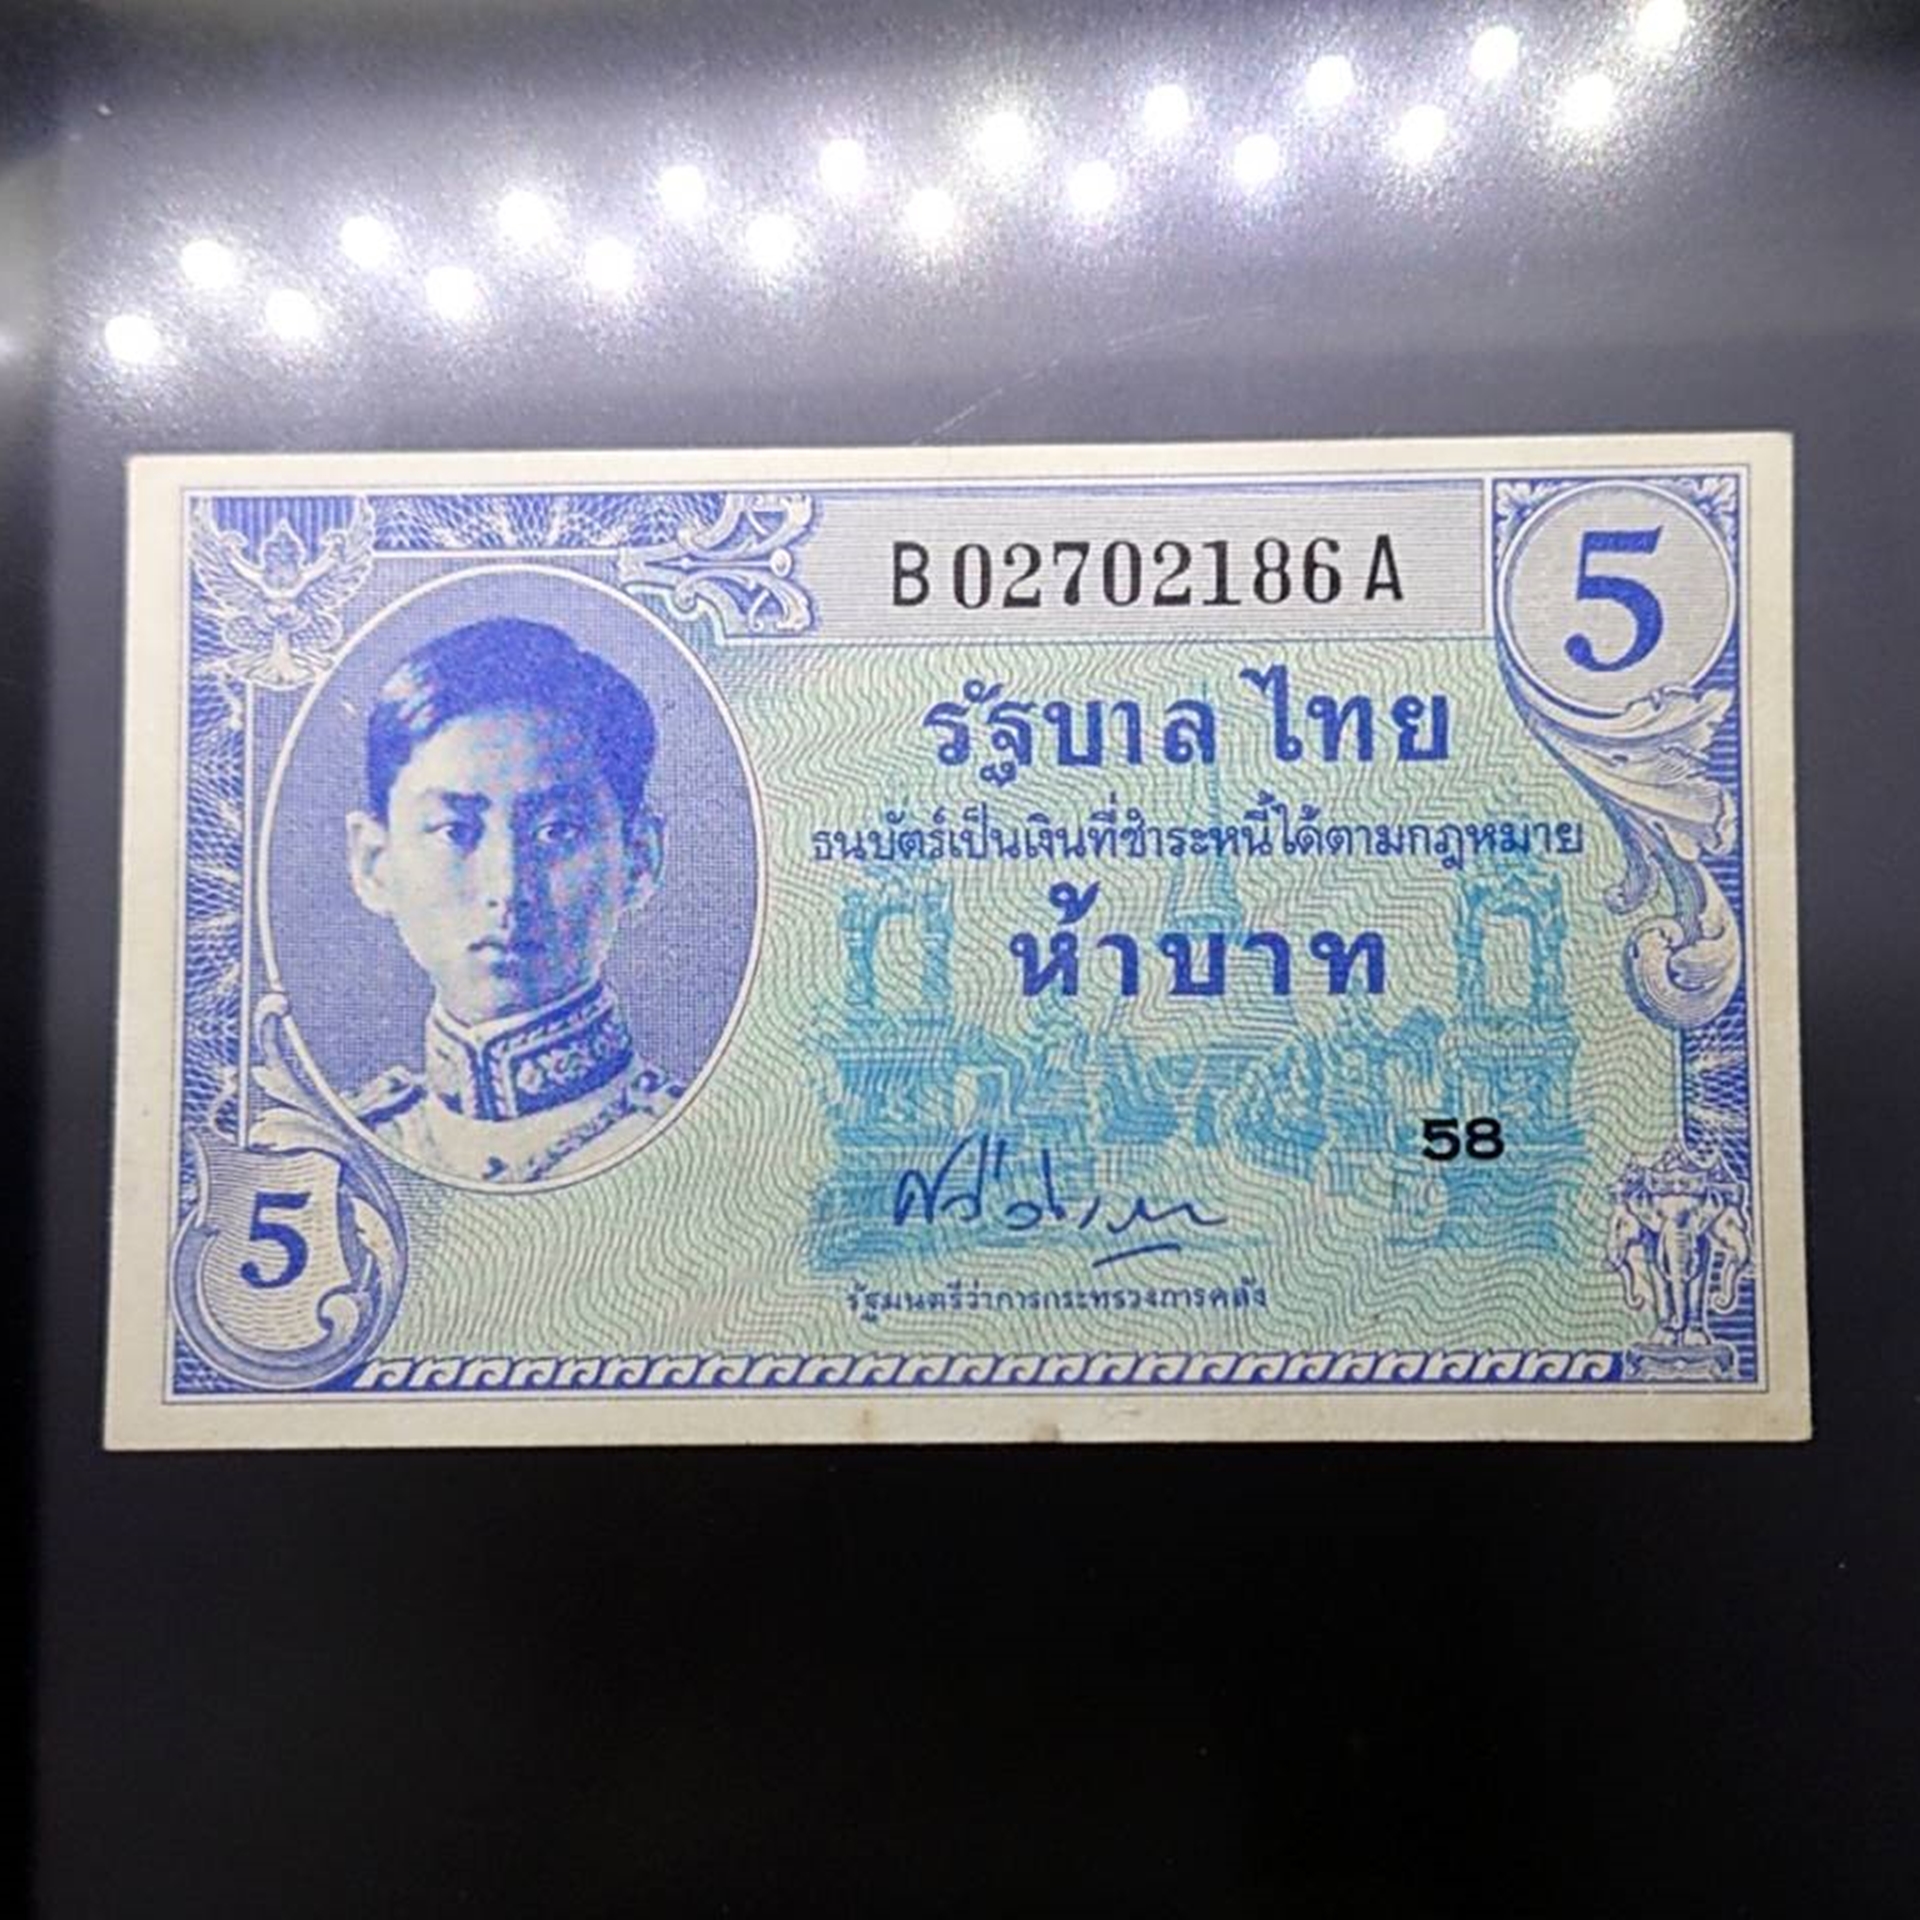 B02702186A
5
รัฐบาลไทย
ธนบัตร์เป็นเงินที่ชำระหนี้ได้ตามกฎหมาย
ห้าบาท
58
5
รัฐมนตรีว่าการกระทรวงการคลัง